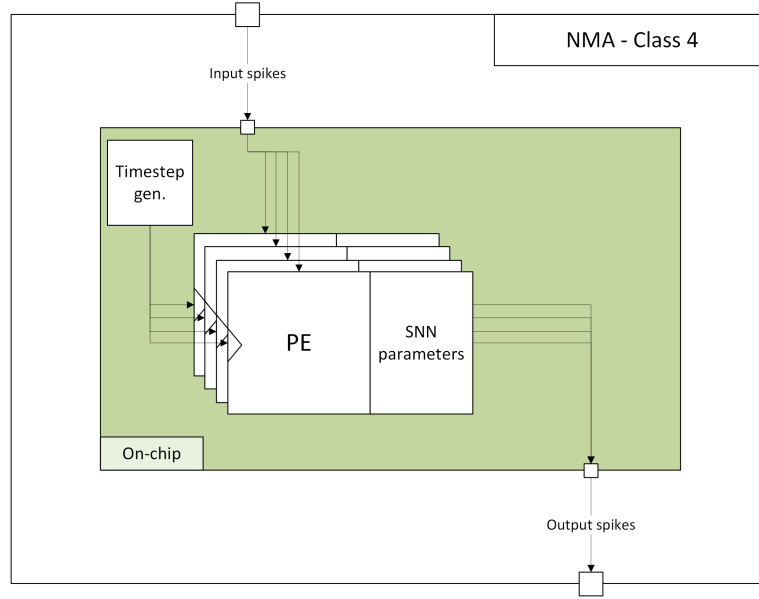 NMA - Class 4
Input spikes
Timestep
gen.
PE
SNN
parameters
On-chip
Output spikes